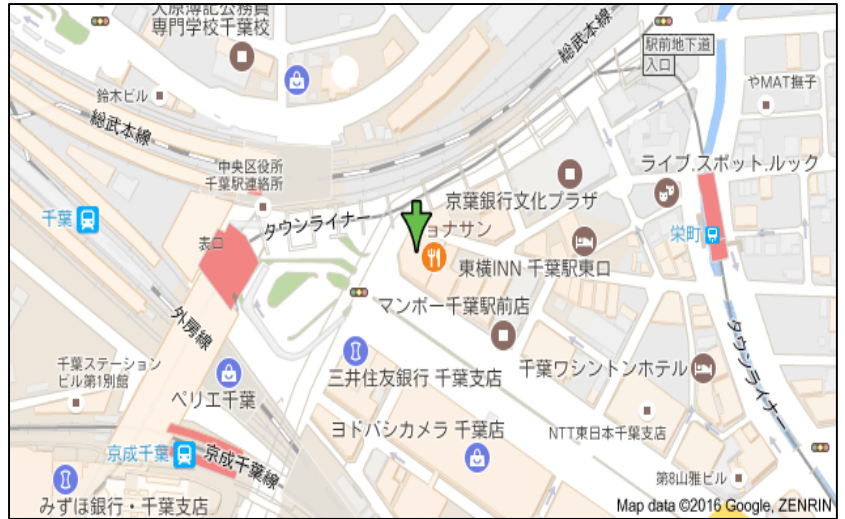 大原簿記公務員
専門学校千葉校
総武本線
駅前地下道
入口
やMAT撫子
鈴木ビル
総武本線
中央区役所
千葉駅連絡所
ライブ.スポット.ルック
京葉銀行文化プラザ
千葉
タウンライナー
ョナサン
栄町
表口
東横INN 千葉駅東口
マンボー千葉駅前店
外房線
タウンライナー
千葉ステーション
ビル第1別館
三井住友銀行 千葉支店
千葉ワシントンホテル
ペリエ千葉
ヨドバシカメラ 千葉店
NTT東日本千葉支店
京成千葉
京成千葉線
第8山雅ビル
みずほ銀行・千葉支店
Map data ©2016 Google, ZENRIN